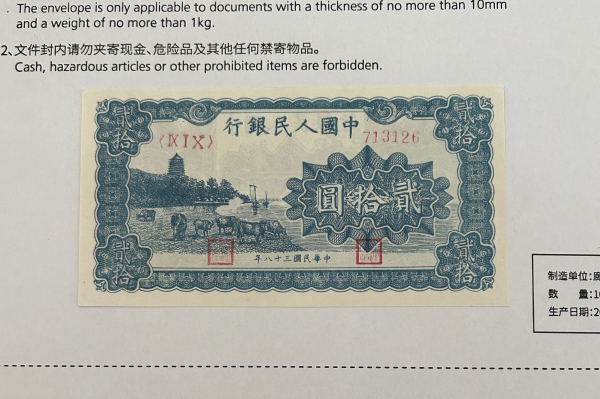 . The envelope is only applicable to documents with a thickness of no more than 10mm
and a weight of no more than 1kg.
2、文件封内请勿夹寄现金、危险品及其他任何禁寄物品。
Cash, hazardous articles or other prohibited items are forbidden.
貳拾
貳拾
行銀民人國中
〈IX IX〉
713126
圓拾貳
貳拾
貳拾
年八十三國民華中
制造单位:
数 量:10
生产日期:20